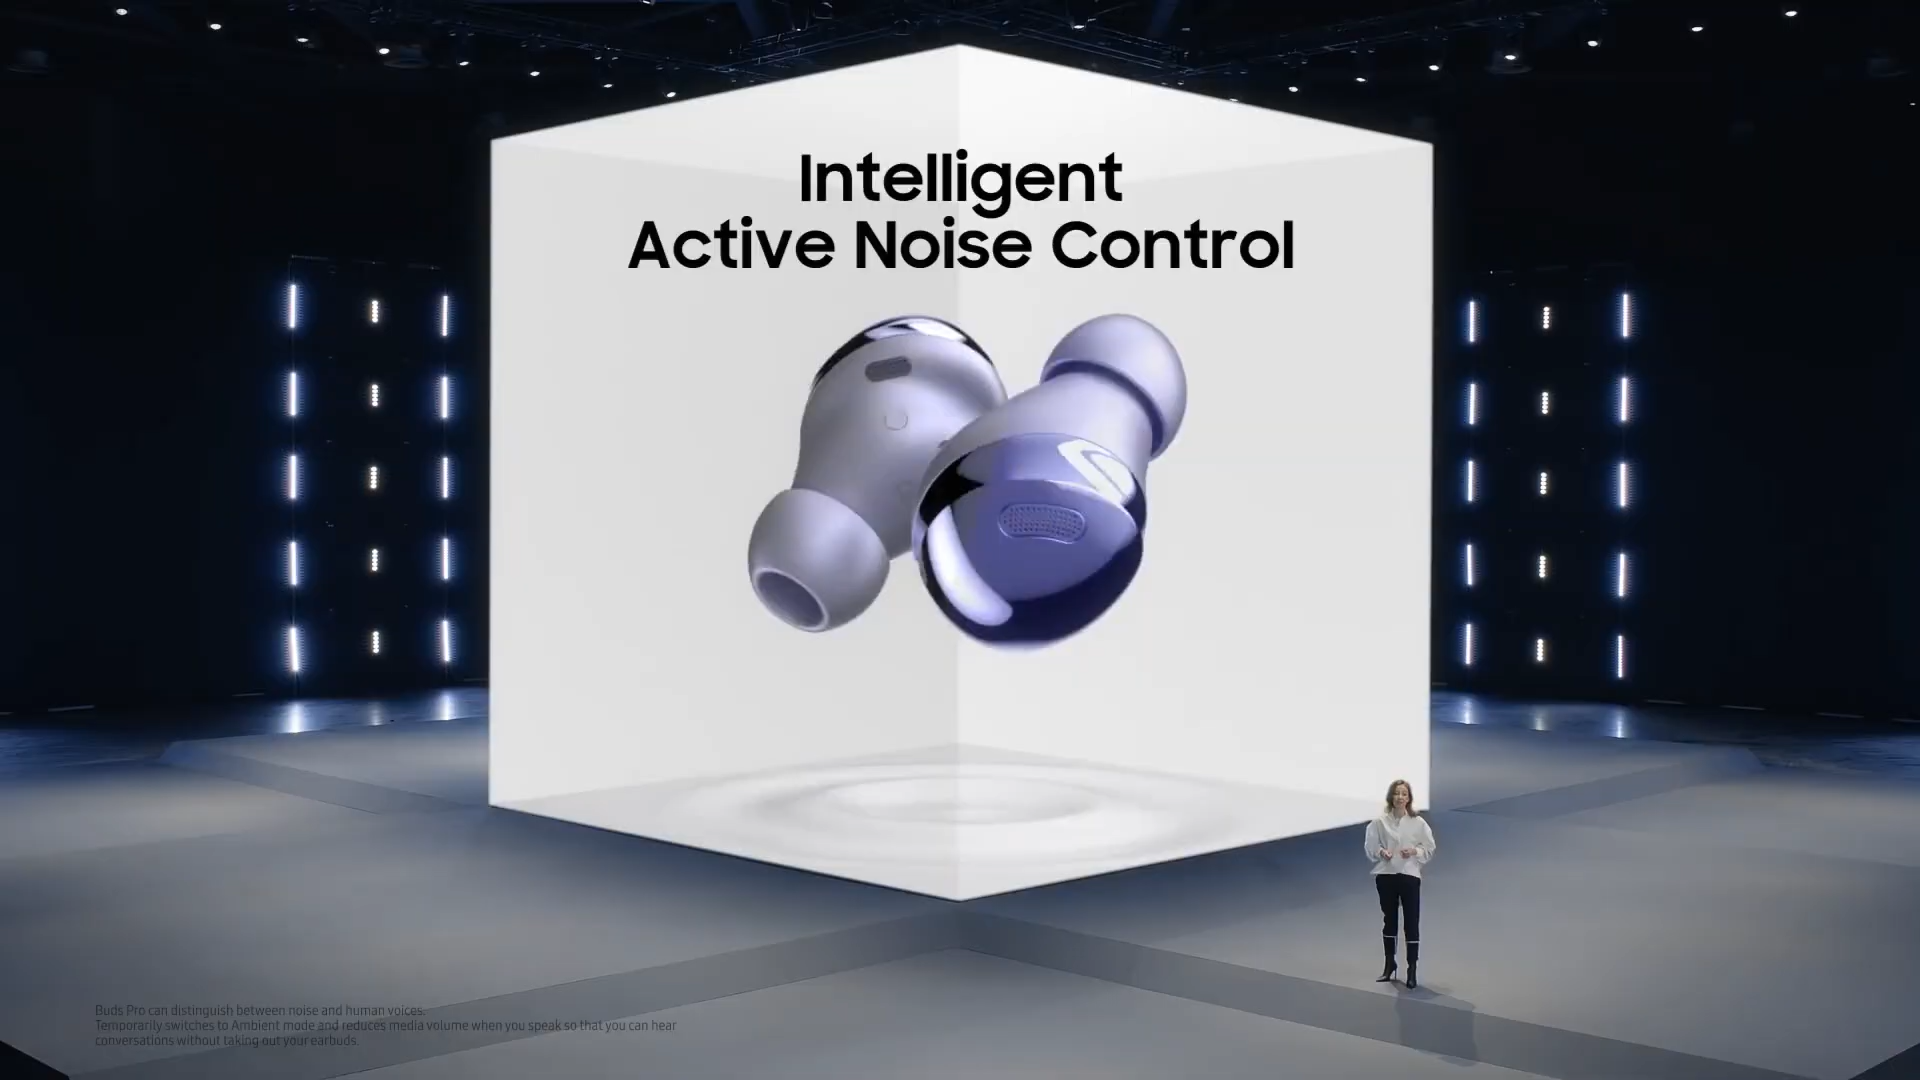 Intelligent
Active Noise Control
Buds Pro can distinguish between noise and human voices.
Temporarily switches to Ambient mode and reduces media volume when you speak so that you can hear
conversations without taking out your earbuds.